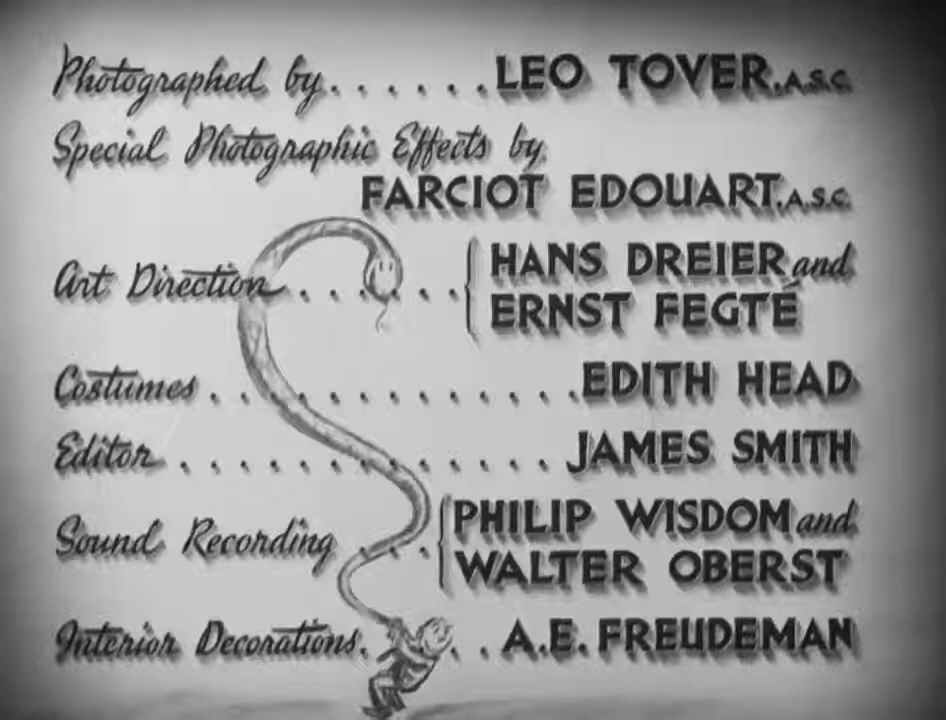 Photographed by. . . . . . . LEO TOVER, A.S.C.
Special Photographic Effects by
FARCIOT EDOUART, A.S.C.
Art Direction . . . . . . { HANS DREIER and
ERNST FEGTÉ
Costumes . . . . . . . . . . . . . . EDITH HEAD
Editor . . . . . . . . . . . . . . JAMES SMITH
Sound Recording . . . { PHILIP WISDOM and
WALTER OBERST
Interior Decorations. . . . A.E. FREUDEMAN